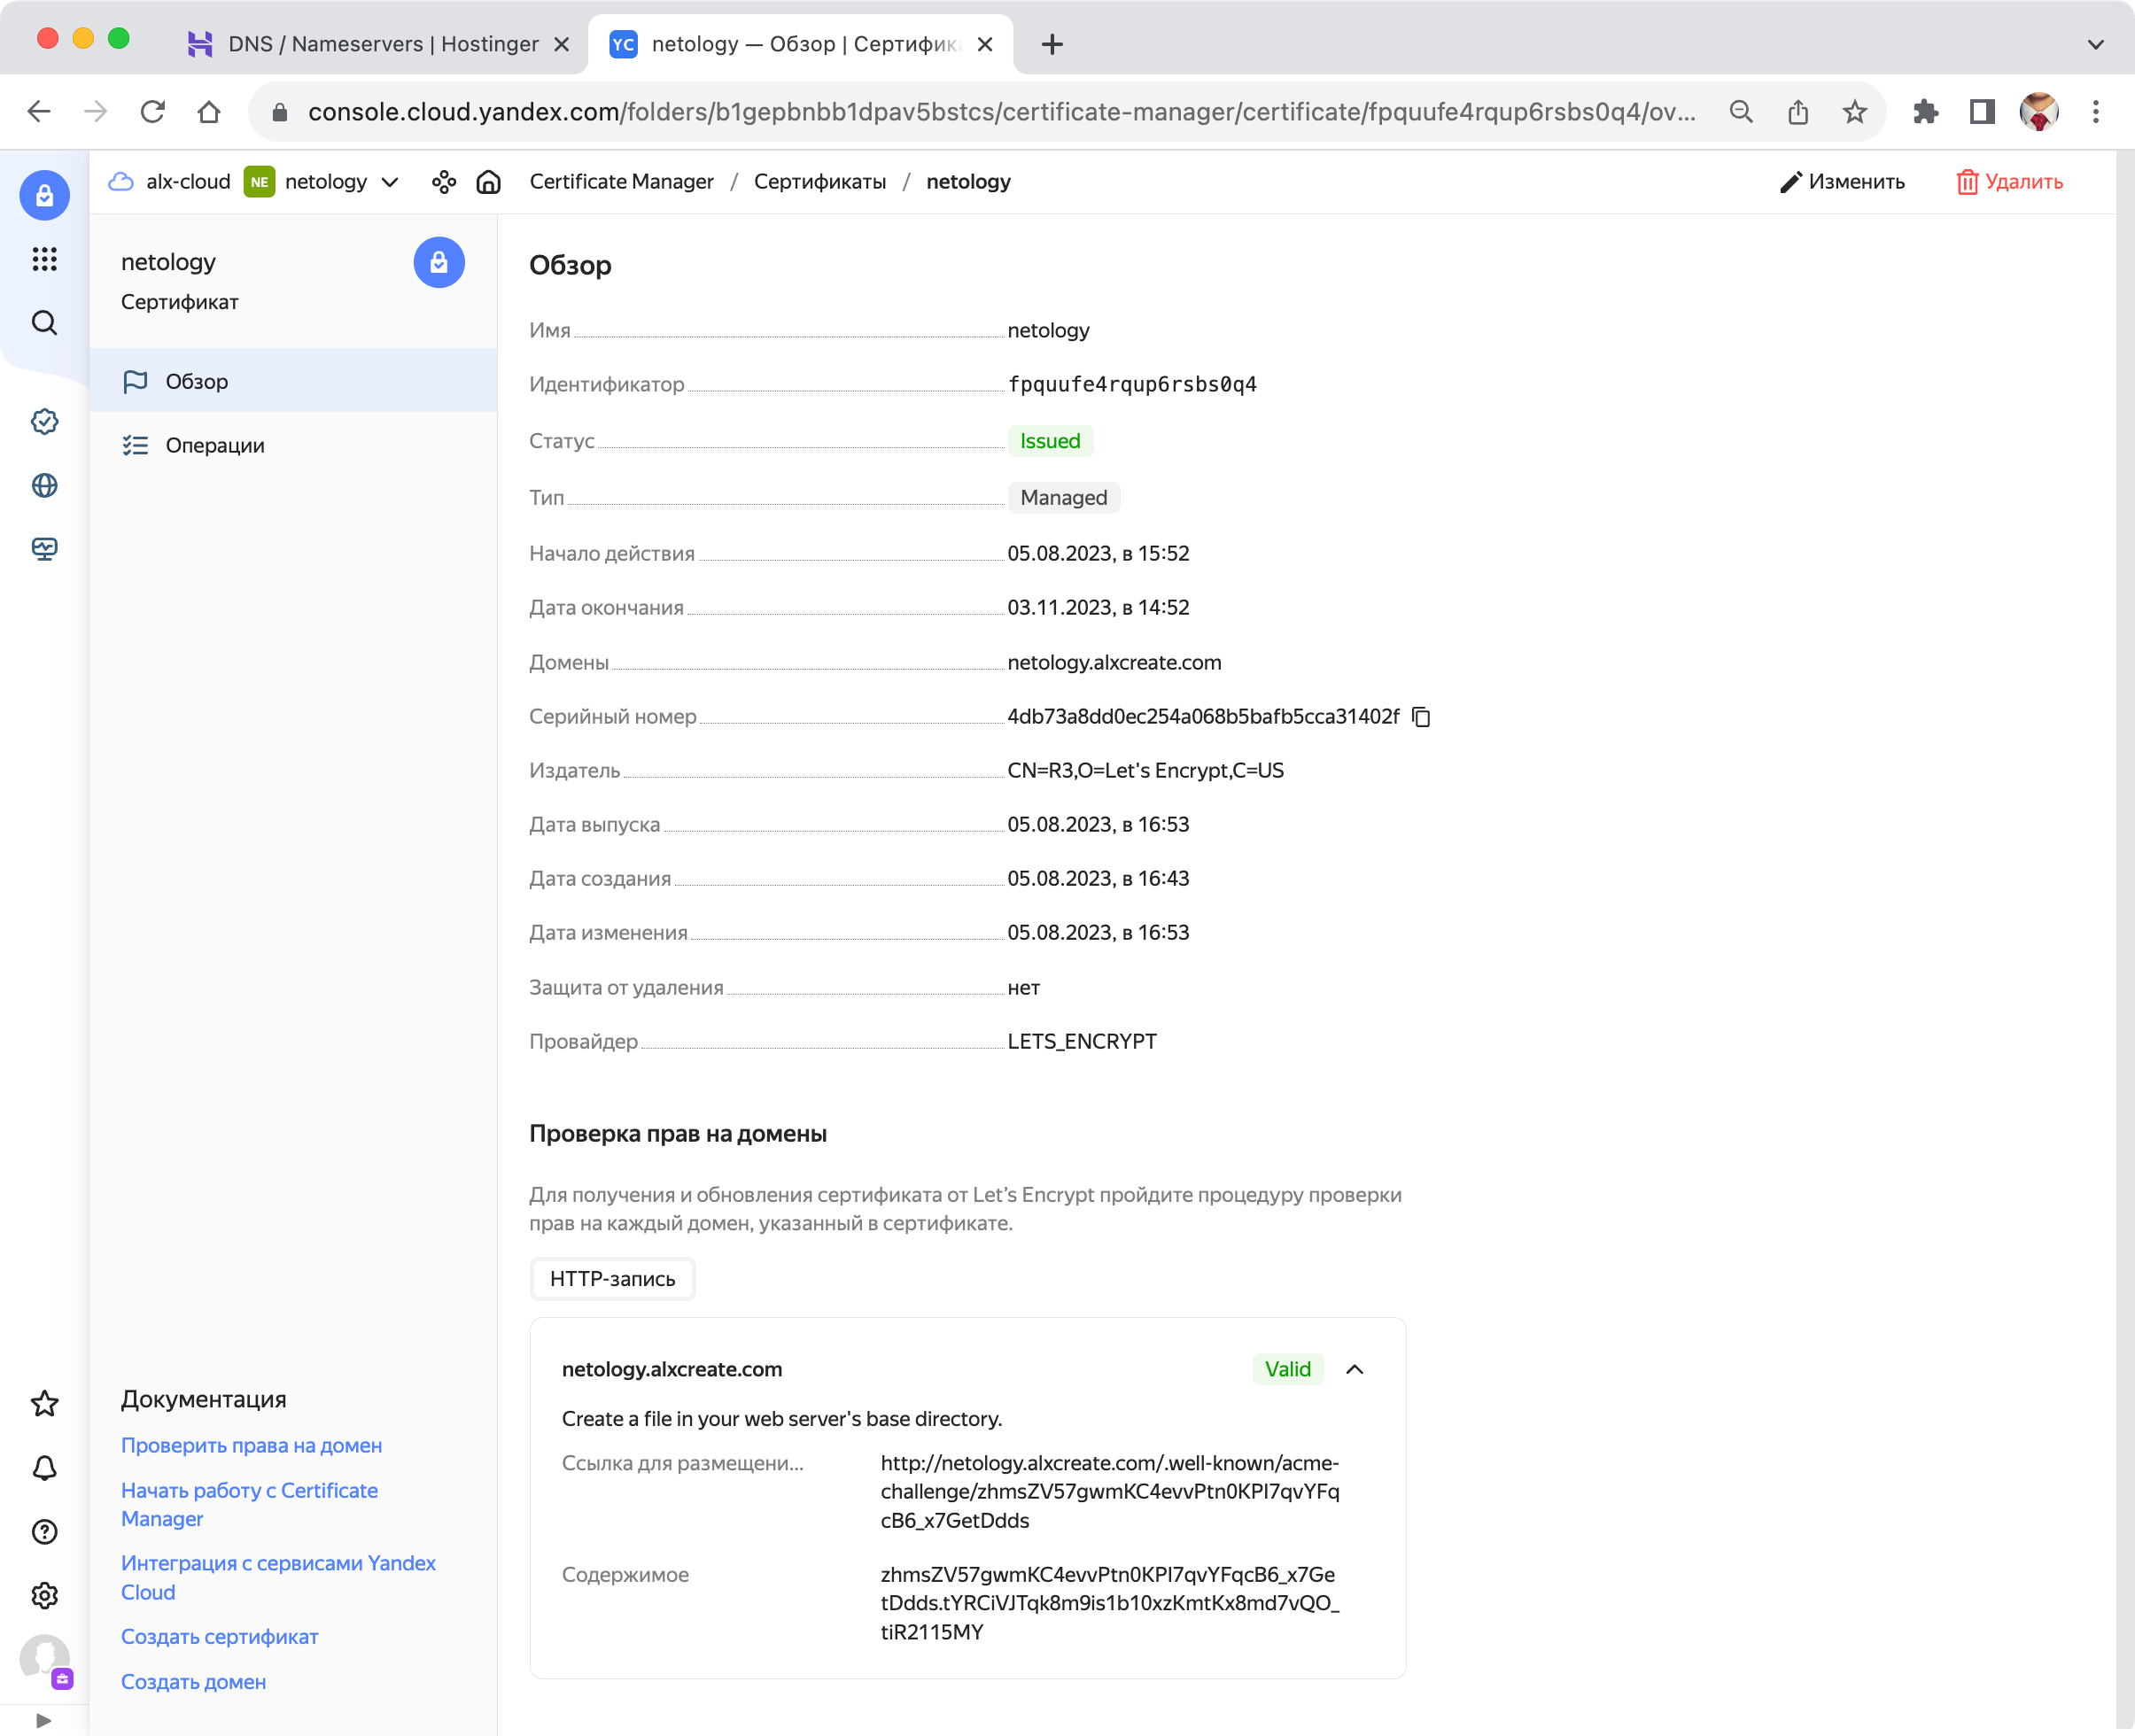 DNS / Nameservers | Hostinger
YC netology — Обзор | Сертифик
console.cloud.yandex.com/folders/b1gepbnbb1dpav5bstcs/certificate-manager/certificate/fpquufe4rqup6rsbs0q4/ov...
alx-cloud NE netology Certificate Manager / Сертификаты / netology Изменить Удалить
netology
Сертификат
Обзор
Операции
Обзор
Имя netology
Идентификатор fpquufe4rqup6rsbs0q4
Статус Issued
Тип Managed
Начало действия 05.08.2023, в 15:52
Дата окончания 03.11.2023, в 14:52
Домены netology.alxcreate.com
Серийный номер 4db73a8dd0ec254a068b5bafb5cca31402f
Издатель CN=R3,O=Let's Encrypt,C=US
Дата выпуска 05.08.2023, в 16:53
Дата создания 05.08.2023, в 16:43
Дата изменения 05.08.2023, в 16:53
Защита от удаления нет
Провайдер LETS_ENCRYPT
Проверка прав на домены
Для получения и обновления сертификата от Let’s Encrypt пройдите процедуру проверки
прав на каждый домен, указанный в сертификате.
HTTP-запись
netology.alxcreate.com Valid
Create a file in your web server's base directory.
Ссылка для размещени... http://netology.alxcreate.com/.well-known/acme-
challenge/zhmsZV57gwmKC4evvPtn0KPI7qvYFq
cB6_x7GetDdds
Содержимое zhmsZV57gwmKC4evvPtn0KPI7qvYFqcB6_x7Ge
tDdds.tYRCiVJTqk8m9is1b10xzKmtKx8md7vQO_
tiR2115MY
Документация
Проверить права на домен
Начать работу с Certificate
Manager
Интеграция с сервисами Yandex
Cloud
Создать сертификат
Создать домен